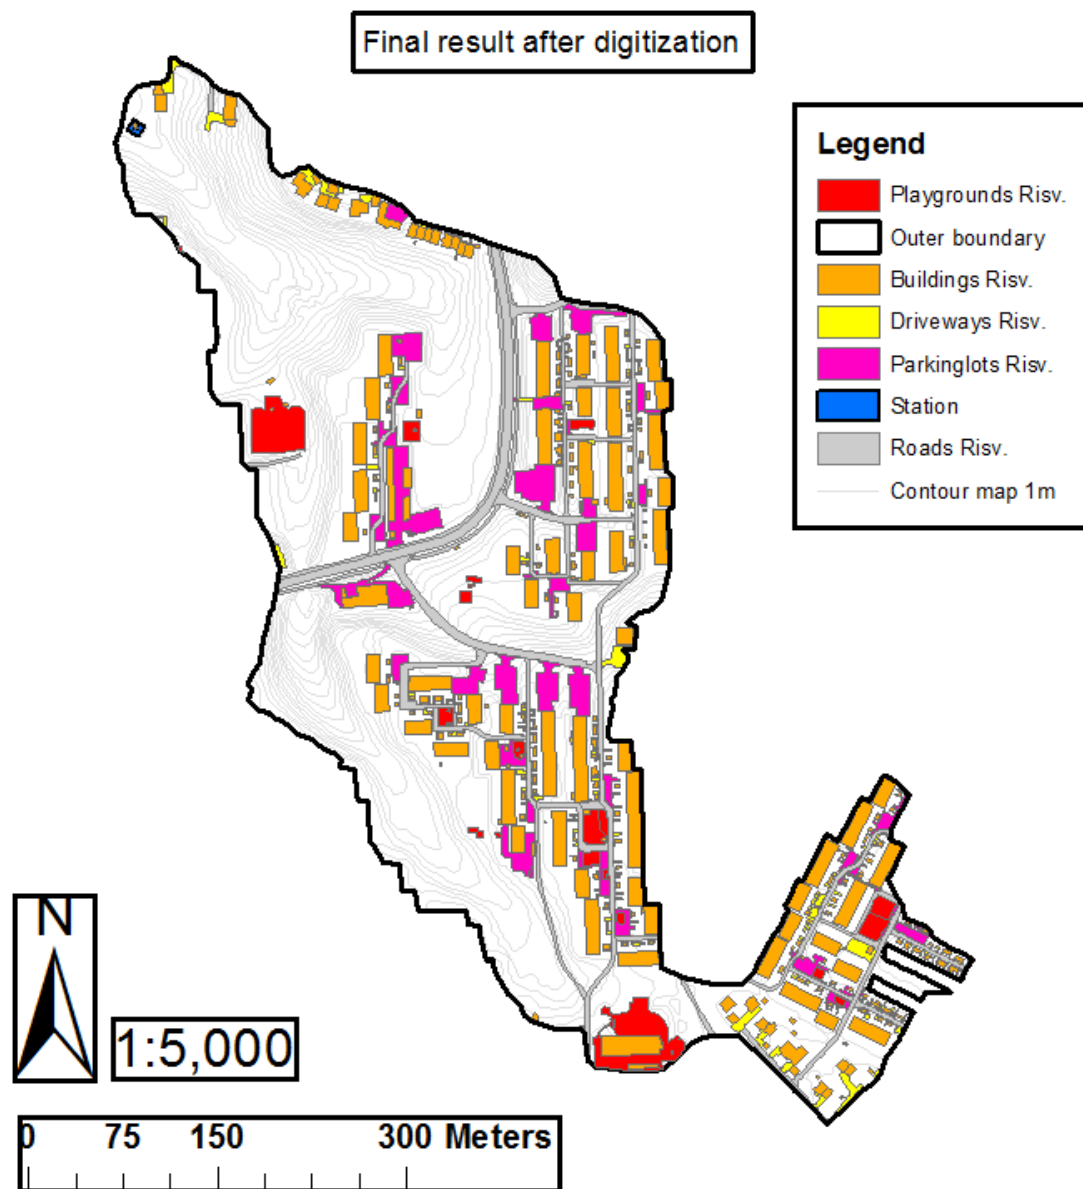 Final result after digitization
Legend
Playgrounds Risv.
Outer boundary
Buildings Risv.
Driveways Risv.
Parkinglots Risv.
Station
Roads Risv.
Contour map 1m
N
1:5,000
0 75 150 300 Meters